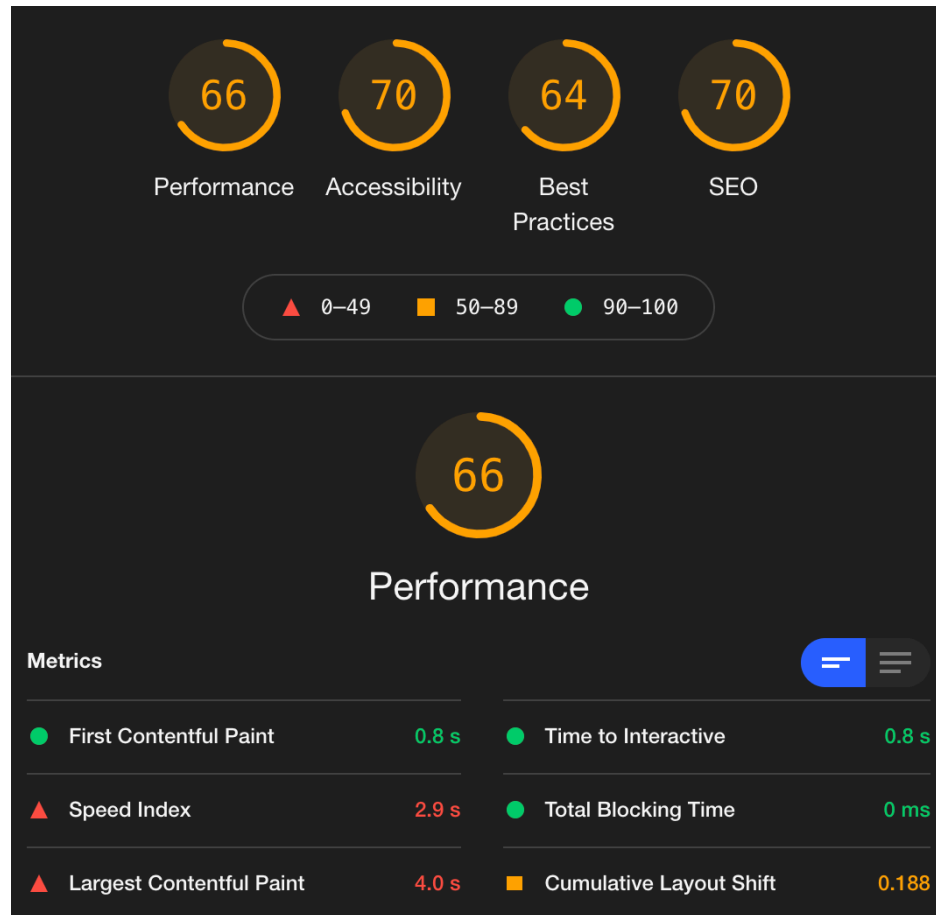 66 70 64 70
Performance Accessibility Best Practices SEO
0–49 50–89 90–100
66
Performance
Metrics
First Contentful Paint 0.8 s
Time to Interactive 0.8 s
Speed Index 2.9 s
Total Blocking Time 0 ms
Largest Contentful Paint 4.0 s
Cumulative Layout Shift 0.188